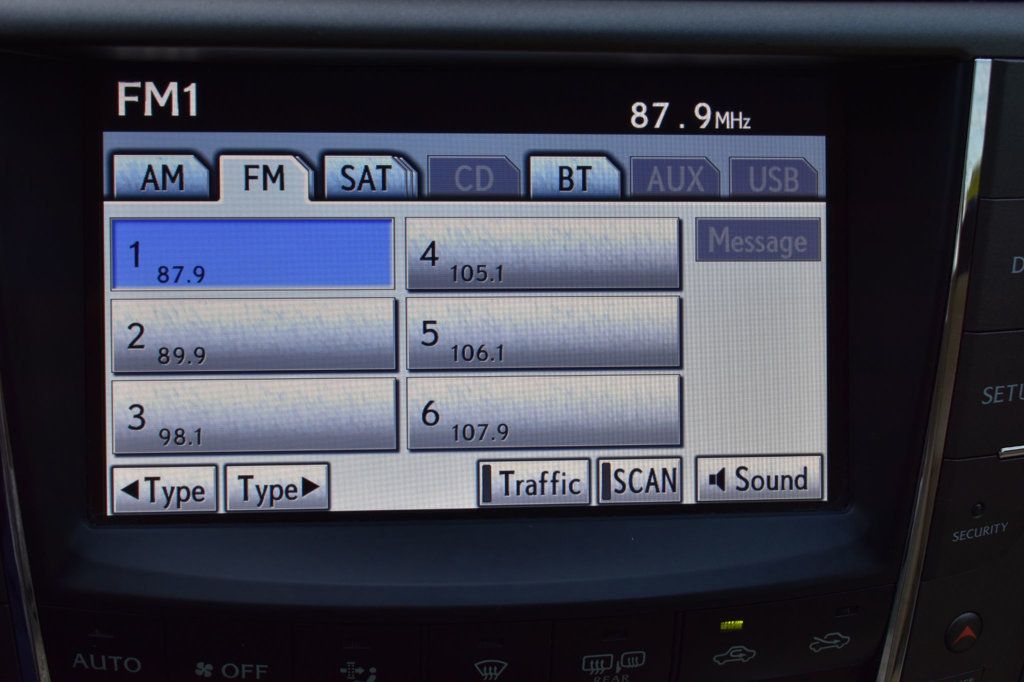 FM1
87.9MHz
AM FM SAT CD BT AUX USB
1 87.9
4 105.1
Message
2 89.9
5 106.1
3 98.1
6 107.9
◀Type Type▶ Traffic SCAN Sound
SETU
SECURITY
AUTO OFF
REAR